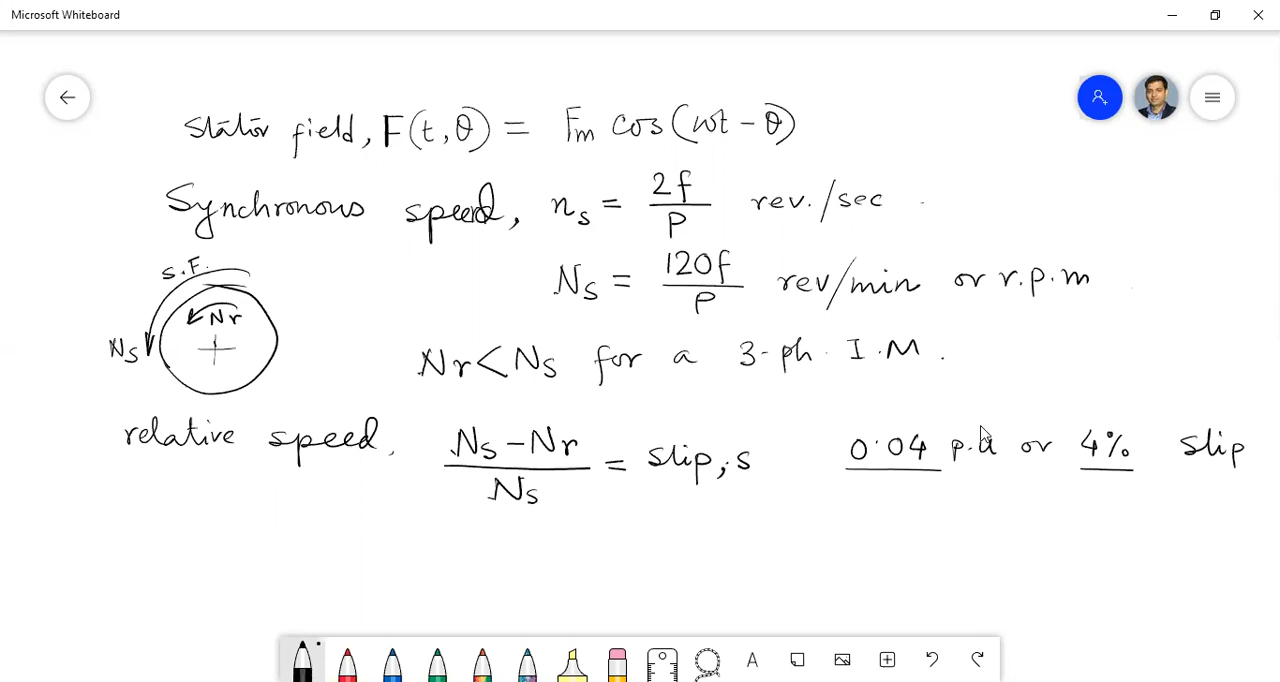 Microsoft Whiteboard
Stator field, F(t, θ) = Fm cos(ωt - θ)
Synchronous speed, ns = 2f/P rev./sec
S.F.
Ns = 120f/P rev/min or r.p.m
Nr
Ns
Nr < Ns for a 3-ph. I.M.
relative speed, (Ns - Nr)/Ns = slip, s 0.04 p.u or 4% slip
A